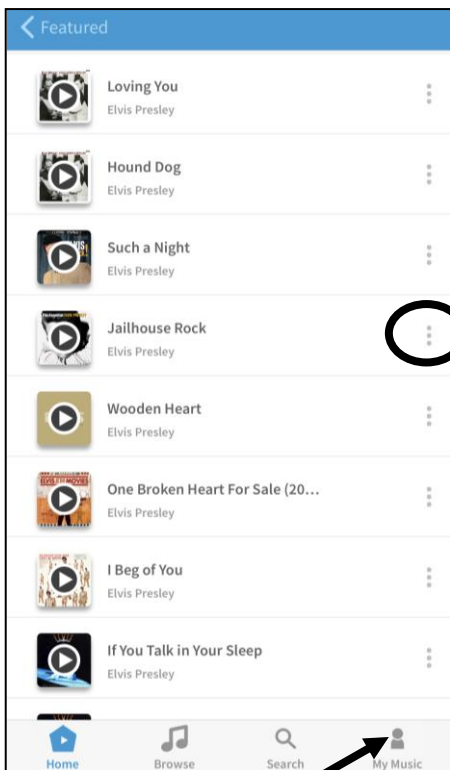 Featured
Loving You
Elvis Presley
Hound Dog
Elvis Presley
Such a Night
Elvis Presley
Jailhouse Rock
Elvis Presley
Wooden Heart
Elvis Presley
One Broken Heart For Sale (20...
Elvis Presley
I Beg of You
Elvis Presley
If You Talk in Your Sleep
Elvis Presley
Home Browse Search My Music